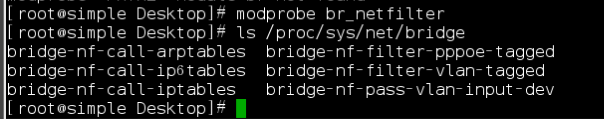 [root@simple Desktop]# modprobe br_netfilter
[root@simple Desktop]# ls /proc/sys/net/bridge
bridge-nf-call-arptables  bridge-nf-filter-pppoe-tagged
bridge-nf-call-ip6tables  bridge-nf-filter-vlan-tagged
bridge-nf-call-iptables   bridge-nf-pass-vlan-input-dev
[root@simple Desktop]#